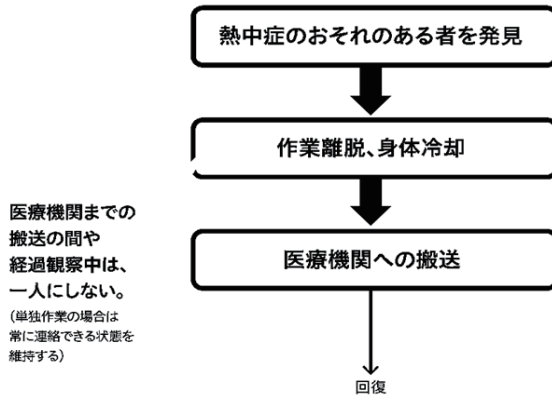 熱中症のおそれのある者を発見
作業離脱、身体冷却
医療機関までの
搬送の間や
経過観察中は、
一人にしない。
(単独作業の場合は
常に連絡できる状態を
維持する)
医療機関への搬送
回復